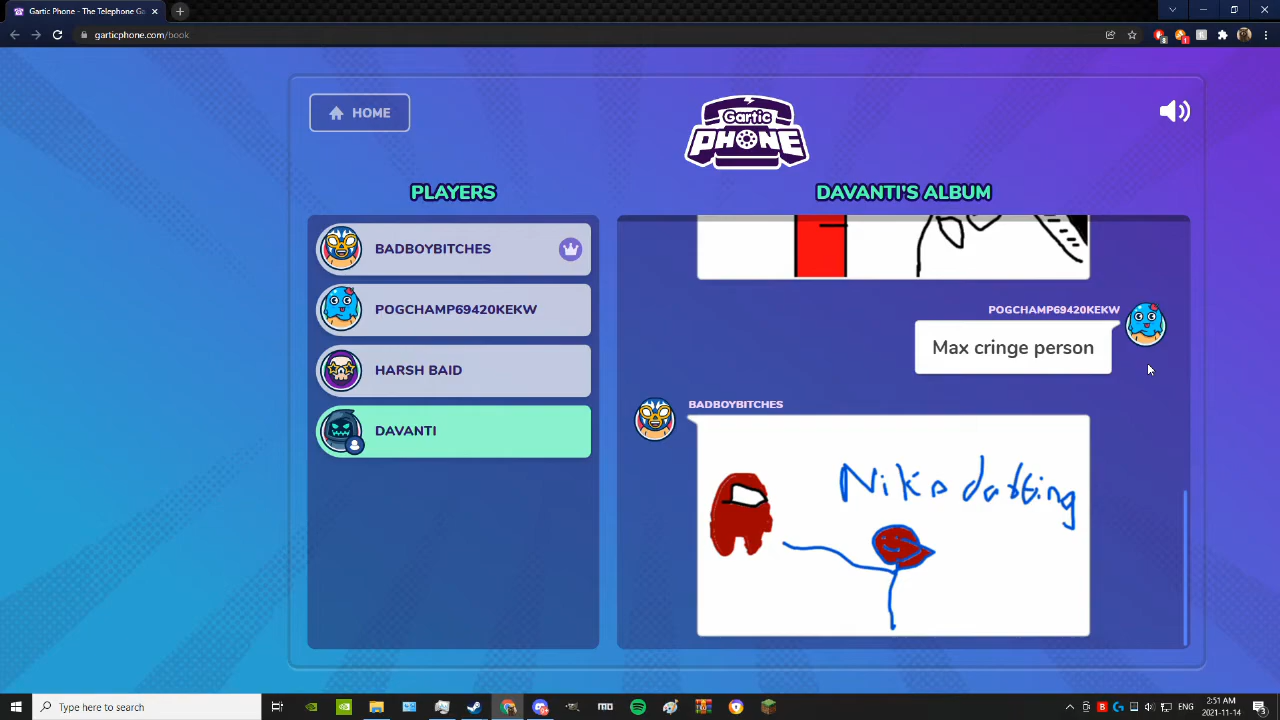 Gartic Phone - The Telephone Ga
garticphone.com/book
HOME
Gartic
PHONE
PLAYERS
BADBOYBITCHES
POGCHAMP69420KEKW
HARSH BAID
DAVANTI
DAVANTI'S ALBUM
POGCHAMP69420KEKW
Max cringe person
BADBOYBITCHES
Niko
Type here to search
ENG
2:51 AM
2021-11-14